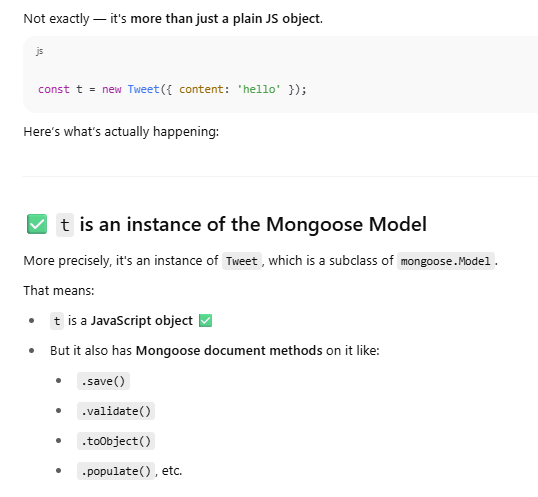 Not exactly — it's more than just a plain JS object.
js
const t = new Tweet({ content: 'hello' });
Here's what's actually happening:
✅ t is an instance of the Mongoose Model
More precisely, it's an instance of Tweet, which is a subclass of mongoose.Model.
That means:
• t is a JavaScript object ✅
• But it also has Mongoose document methods on it like:
• .save()
• .validate()
• .toObject()
• .populate(), etc.